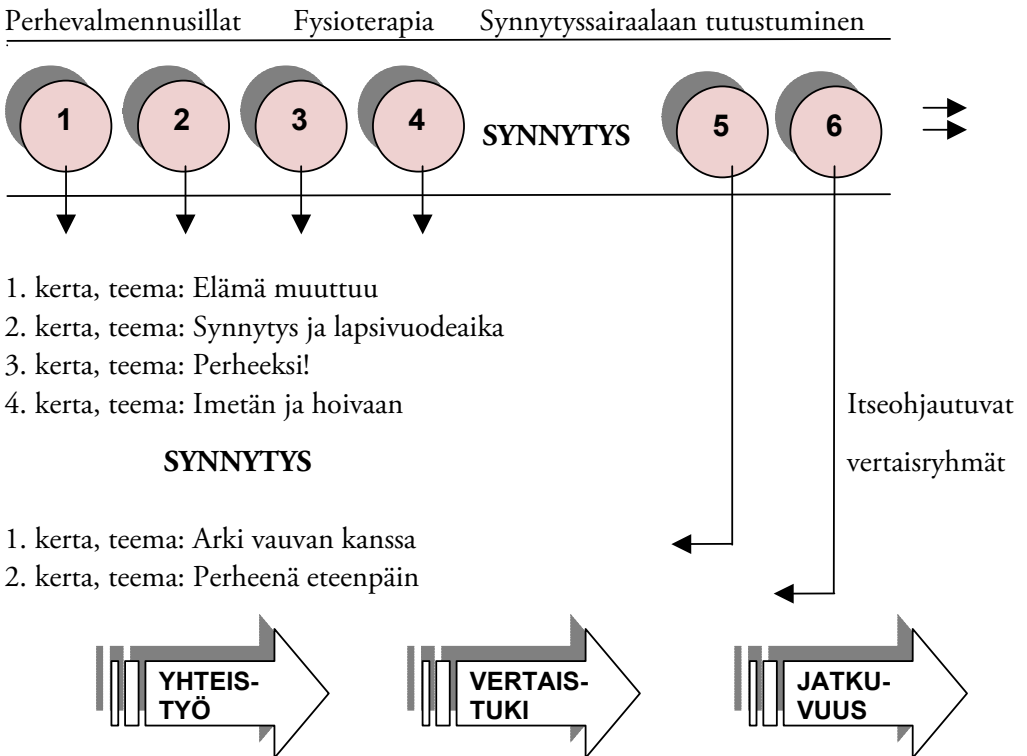 Perhevalmennusillat Fysioterapia Synnytyssairaalaan tutustuminen
1 2 3 4 SYNNYTYS 5 6
1. kerta, teema: Elämä muuttuu
2. kerta, teema: Synnytys ja lapsivuodeaika
3. kerta, teema: Perheeksi!
4. kerta, teema: Imetän ja hoivaan
Itseohjautuvat
SYNNYTYS
vertaisryhmät
1. kerta, teema: Arki vauvan kanssa
2. kerta, teema: Perheenä eteenpäin
YHTEIS-
TYÖ
VERTAIS-
TUKI
JATKU-
VUUS